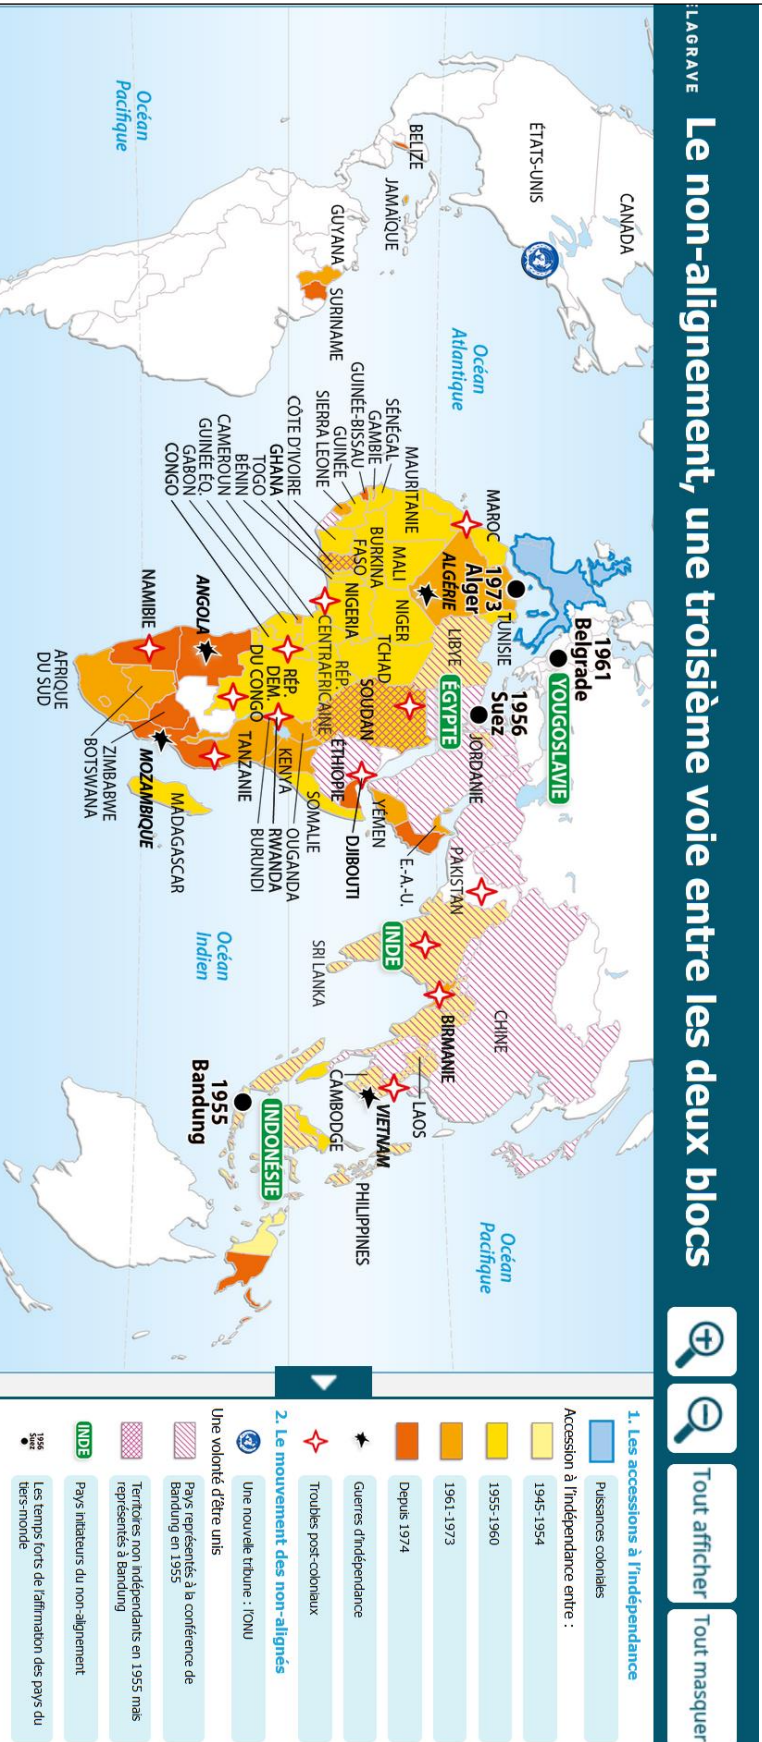 ELAGRAVE
Le non-alignement, une troisième voie entre les deux blocs
Tout afficher
Tout masquer
CANADA
ÉTATS-UNIS
BELIZE
JAMAÏQUE
GUYANA
SURINAME
Océan
Pacifique
Océan
Atlantique
MAROC
1973
Alger
TUNISIE
1961
Belgrade
YOUGOSLAVIE
1956
Suez
ALGÉRIE
LIBYE
ÉGYPTE
JORDANIE
MAURITANIE
MALI
NIGER
TCHAD
SOUDAN
SÉNÉGAL
GAMBIE
GUINÉE-BISSAU
GUINÉE
SIERRA LEONE
CÔTE D'IVOIRE
GHANA
TOGO
BÉNIN
CAMEROUN
GUINÉE ÉQ.
GABON
CONGO
BURKINA
FASO
NIGERIA
RÉP.
CENTRAFRICAINE
RÉP.
DEM.
DU CONGO
ÉTHIOPIE
YÉMEN
E.-A.-U.
DJIBOUTI
SOMALIE
KENYA
OUGANDA
RWANDA
BURUNDI
TANZANIE
ANGOLA
NAMIBIE
AFRIQUE
DU SUD
BOTSWANA
ZIMBABWE
MOZAMBIQUE
MADAGASCAR
PAKISTAN
INDE
SRI LANKA
Océan
Indien
CHINE
BIRMANIE
LAOS
VIETNAM
CAMBODGE
PHILIPPINES
INDONÉSIE
1955
Bandung
Océan
Pacifique
1. Les accessions à l'indépendance
Puissances coloniales
Accession à l'indépendance entre :
1945-1954
1955-1960
1961-1973
Depuis 1974
Guerres d'indépendance
Troubles post-coloniaux
2. Le mouvement des non-alignés
Une nouvelle tribune : l'ONU
Une volonté d'être unis
Pays représentés à la conférence de
Bandung en 1955
Territoires non indépendants en 1955 mais
représentés à Bandung
INDE
Pays initiateurs du non-alignement
1956
Suez
Les temps forts de l'affirmation des pays du
tiers-monde